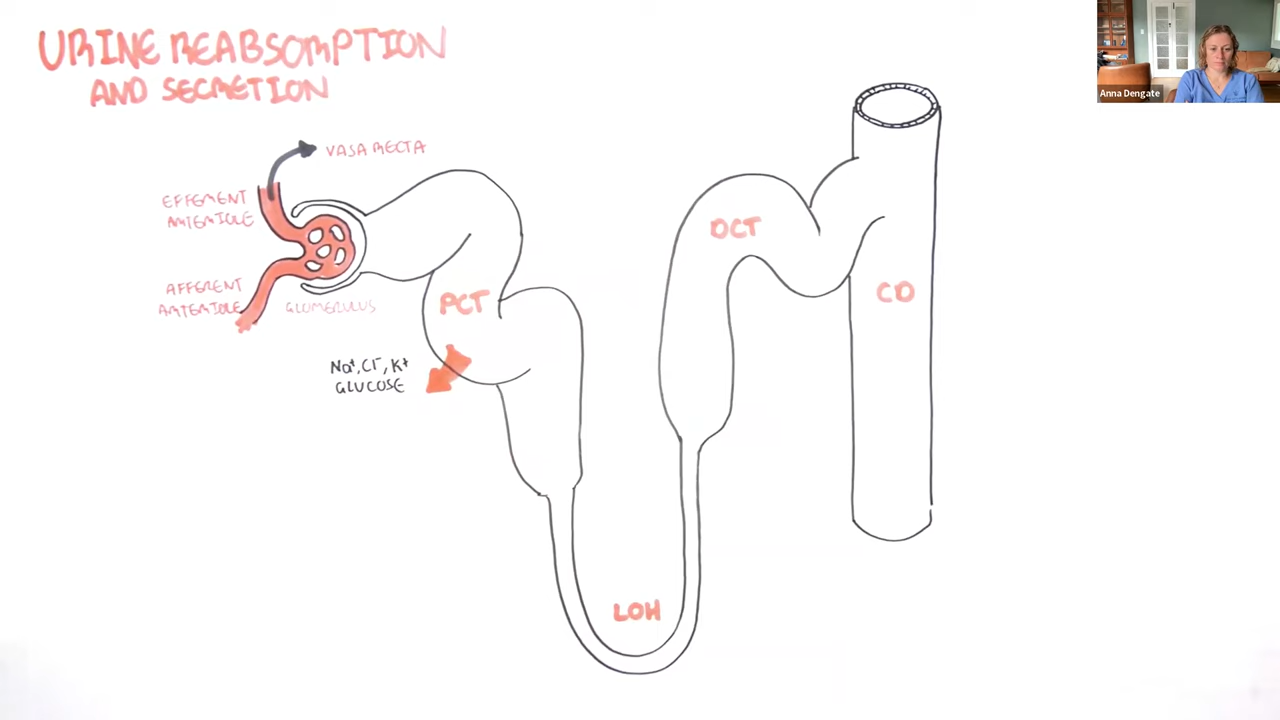 URINE REABSORPTION
AND SECRETION
VASA RECTA
EFFERENT
ARTERIOLE
AFFERENT
ARTERIOLE
GLOMERULUS
PCT
Na⁺, Cl⁻, K⁺
GLUCOSE
LOH
DCT
CD
Anna Dengate